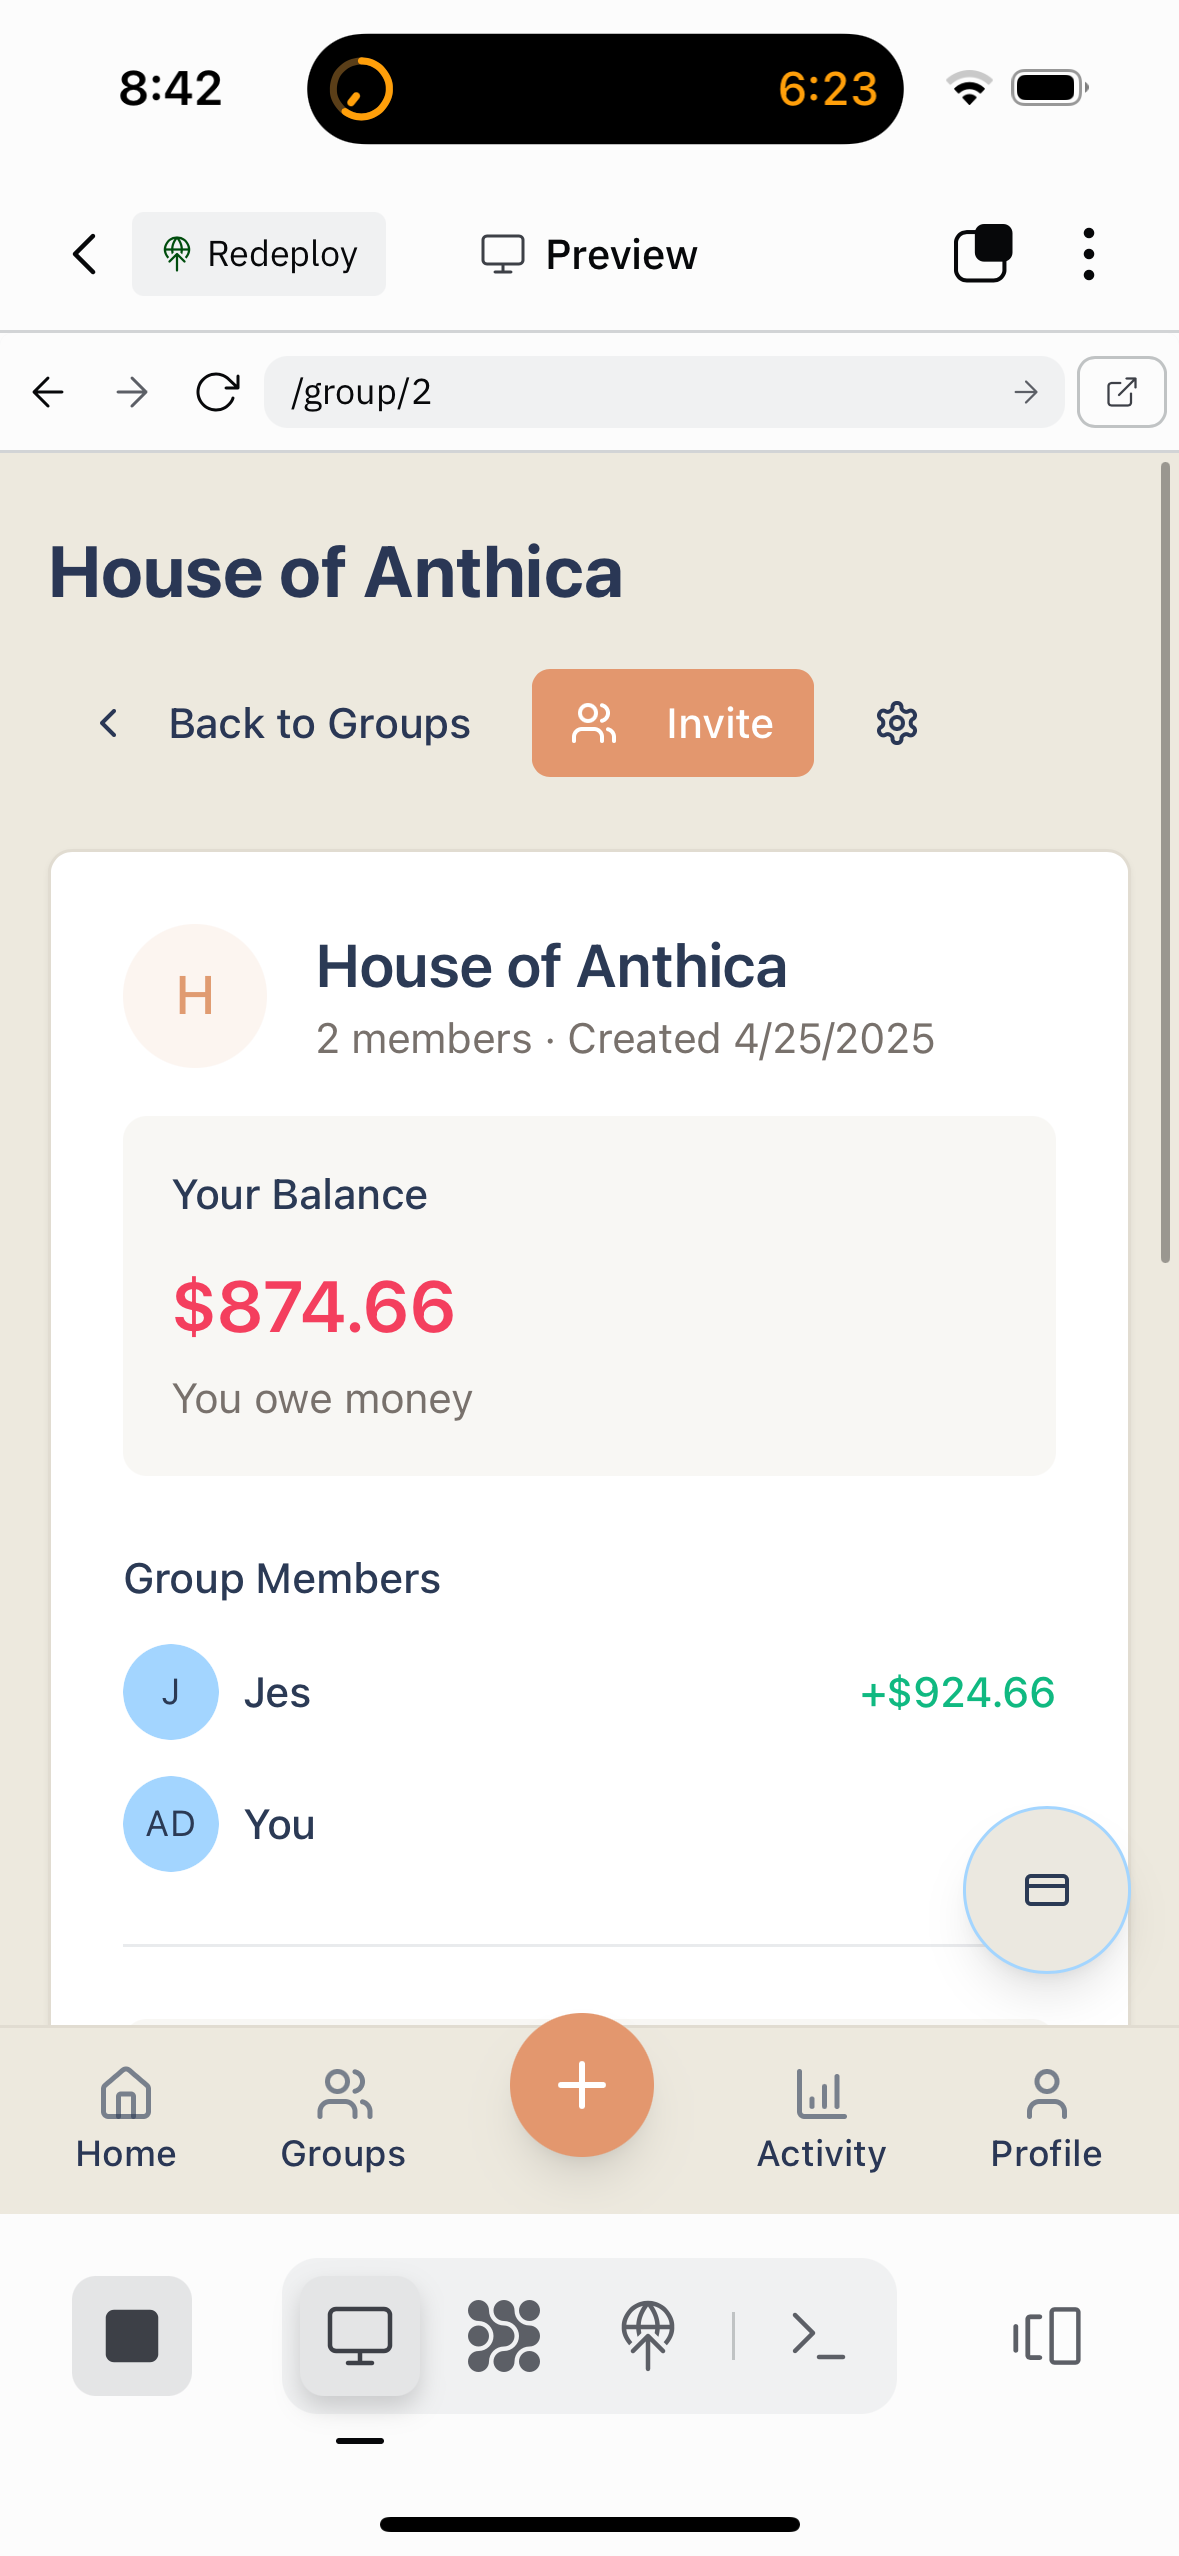 8:42
6:23
Redeploy
Preview
/group/2
House of Anthica
Back to Groups
Invite
H
House of Anthica
2 members · Created 4/25/2025
Your Balance
$874.66
You owe money
Group Members
J
Jes
+$924.66
AD
You
Home
Groups
Activity
Profile